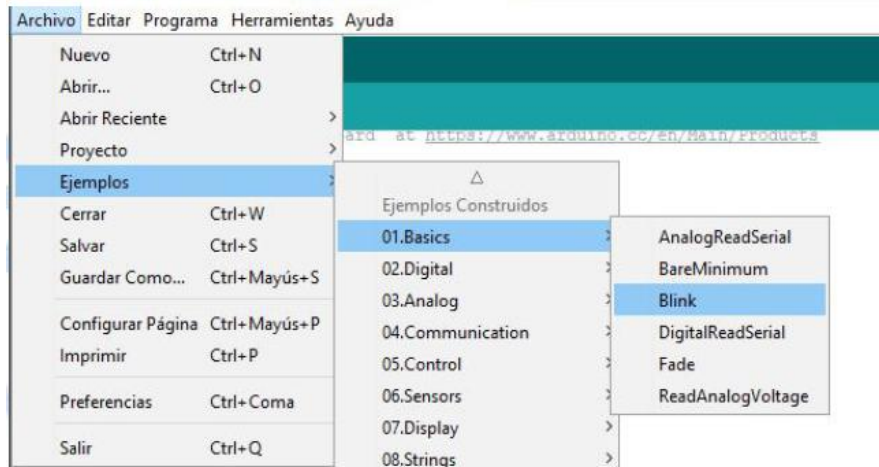 Archivo Editar Programa Herramientas Ayuda
Nuevo Ctrl+N
Abrir... Ctrl+O
Abrir Reciente >
Proyecto >
Ejemplos >
Cerrar Ctrl+W
Salvar Ctrl+S
Guardar Como... Ctrl+Mayús+S
Configurar Página Ctrl+Mayús+P
Imprimir Ctrl+P
Preferencias Ctrl+Coma
Salir Ctrl+Q
ard at https://www.arduino.cc/en/Main/Products
Ejemplos Construidos
01.Basics >
02.Digital >
03.Analog >
04.Communication >
05.Control >
06.Sensors >
07.Display >
08.Strings >
AnalogReadSerial
BareMinimum
Blink
DigitalReadSerial
Fade
ReadAnalogVoltage